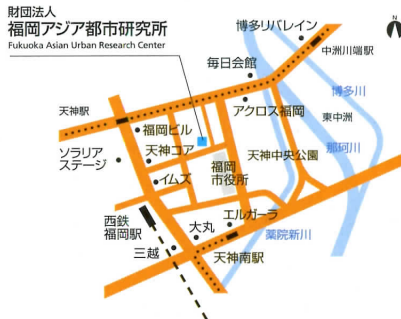 財団法人
福岡アジア都市研究所
Fukuoka Asian Urban Research Center
博多リバレイン
中洲川端駅
N
毎日会館
博多川
アクロス福岡
東中洲
天神駅
福岡ビル
ソラリア
ステージ
天神コア
福岡
市役所
天神中央公園
那珂川
イムズ
西鉄
福岡駅
大丸
エルガーラ
薬院新川
三越
天神南駅